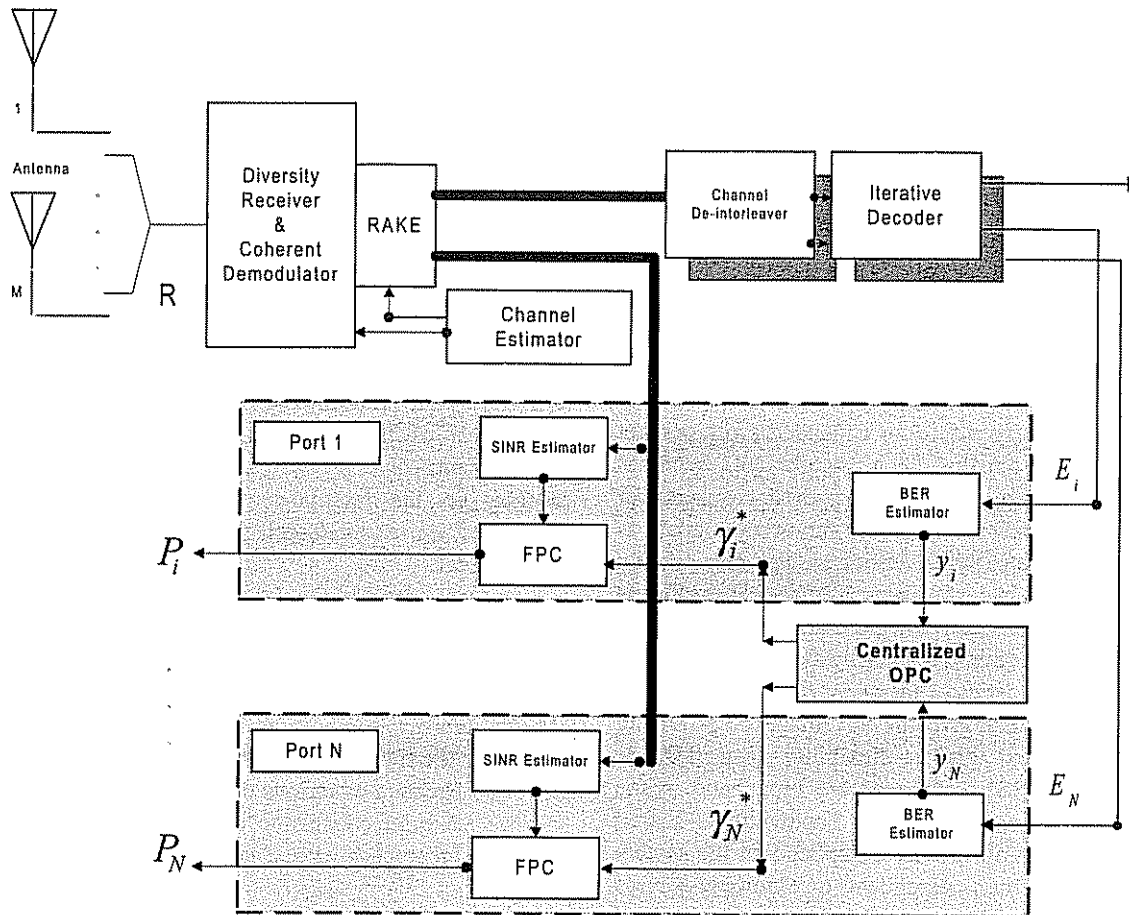 1
Antenna
M
R
Diversity
Receiver
&
Coherent
Demodulator
RAKE
Channel
Estimator
Channel
De-interleaver
Iterative
Decoder
Port 1
SINR Estimator
FPC
P_i
γ_i^*
BER
Estimator
E_i
y_i
Centralized
OPC
Port N
SINR Estimator
FPC
P_N
γ_N^*
y_N
BER
Estimator
E_N